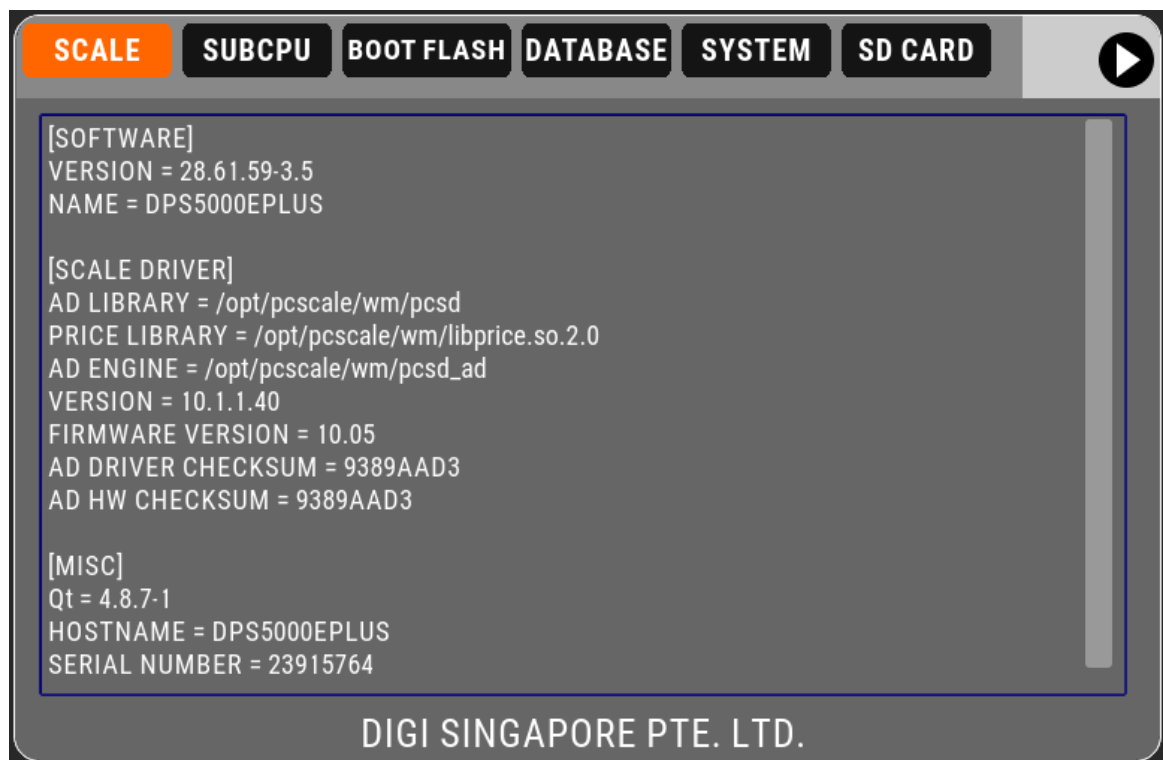 SCALE SUBCPU BOOT FLASH DATABASE SYSTEM SD CARD
[SOFTWARE]
VERSION = 28.61.59-3.5
NAME = DPS5000EPLUS
[SCALE DRIVER]
AD LIBRARY = /opt/pcscale/wm/pcsd
PRICE LIBRARY = /opt/pcscale/wm/libprice.so.2.0
AD ENGINE = /opt/pcscale/wm/pcsd_ad
VERSION = 10.1.1.40
FIRMWARE VERSION = 10.05
AD DRIVER CHECKSUM = 9389AAD3
AD HW CHECKSUM = 9389AAD3
[MISC]
Qt = 4.8.7-1
HOSTNAME = DPS5000EPLUS
SERIAL NUMBER = 23915764
DIGI SINGAPORE PTE. LTD.